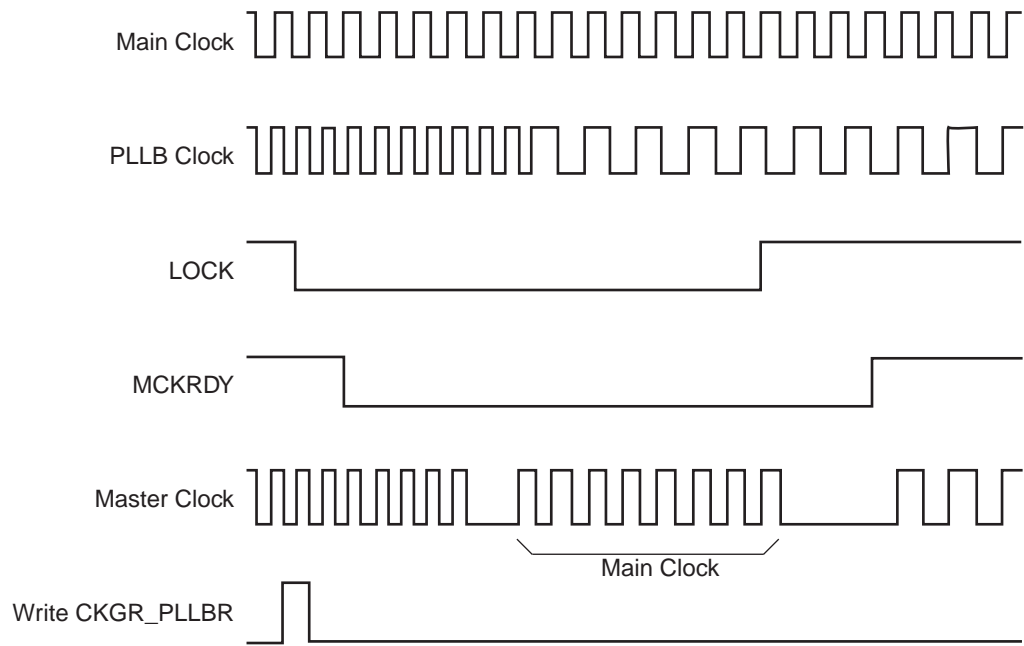 Main Clock
PLLB Clock
LOCK
MCKRDY
Master Clock
Main Clock
Write CKGR_PLLBR